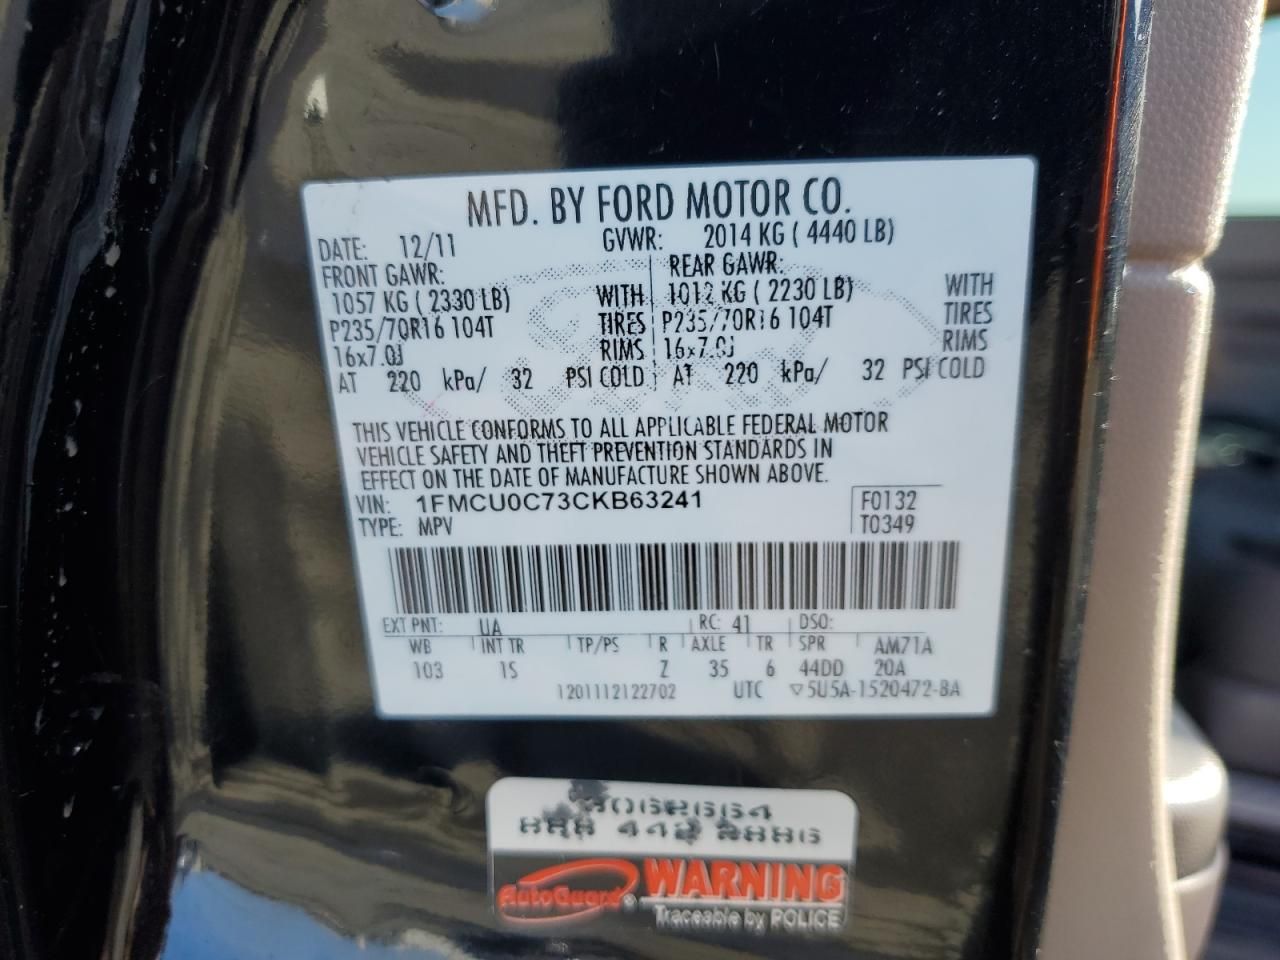 MFD. BY FORD MOTOR CO.
DATE: 12/11 GVWR: 2014 KG ( 4440 LB)
FRONT GAWR: REAR GAWR:
1057 KG ( 2330 LB) WITH 1012 KG ( 2230 LB) WITH
P235/70R16 104T TIRES P235/70R16 104T TIRES
16x7.0J RIMS 16x7.0J RIMS
AT 220 kPa/ 32 PSI COLD AT 220 kPa/ 32 PSI COLD
THIS VEHICLE CONFORMS TO ALL APPLICABLE FEDERAL MOTOR
VEHICLE SAFETY AND THEFT PREVENTION STANDARDS IN
EFFECT ON THE DATE OF MANUFACTURE SHOWN ABOVE.
VIN: 1FMCU0C73CKB63241 F0132
TYPE: MPV T0349
EXT PNT: UA RC: 41 DSO:
WB INT TR TP/PS R AXLE TR SPR AM71A
103 1S Z 35 6 44DD 20A
1201112122702 UTC ▽5U5A-1520472-BA
888 442 2886
AutoGuard® WARNING
Traceable by POLICE